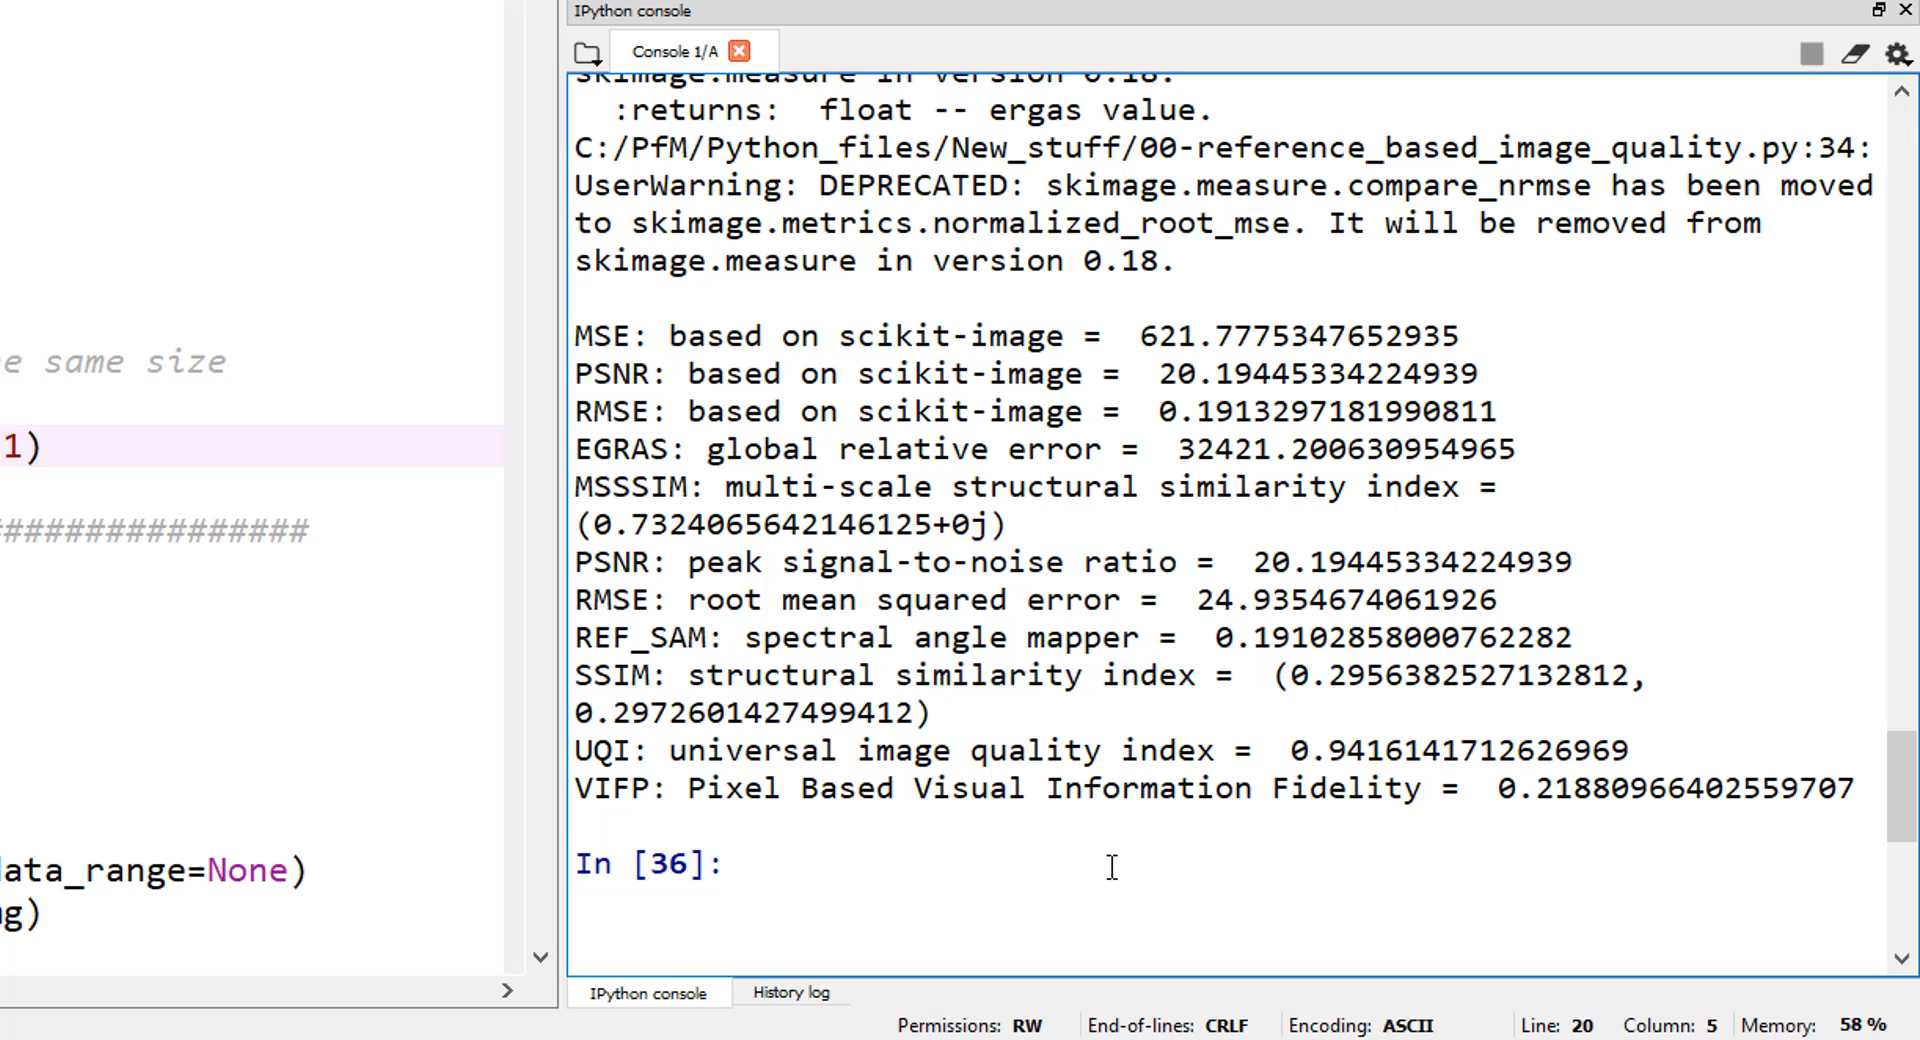 IPython console
Console 1/A
skimage.measure in version 0.18.
:returns:  float -- ergas value.
C:/PfM/Python_files/New_stuff/00-reference_based_image_quality.py:34:
UserWarning: DEPRECATED: skimage.measure.compare_nrmse has been moved
to skimage.metrics.normalized_root_mse. It will be removed from
skimage.measure in version 0.18.
MSE: based on scikit-image =  621.7775347652935
PSNR: based on scikit-image =  20.19445334224939
RMSE: based on scikit-image =  0.1913297181990811
EGRAS: global relative error =  32421.200630954965
MSSSIM: multi-scale structural similarity index =
(0.7324065642146125+0j)
PSNR: peak signal-to-noise ratio =  20.19445334224939
RMSE: root mean squared error =  24.9354674061926
REF_SAM: spectral angle mapper =  0.19102858000762282
SSIM: structural similarity index =  (0.2956382527132812,
0.2972601427499412)
UQI: universal image quality index =  0.9416141712626969
VIFP: Pixel Based Visual Information Fidelity =  0.21880966402559707
In [36]:
e same size
1)
################
data_range=None)
g)
IPython console
History log
Permissions: RW
End-of-lines: CRLF
Encoding: ASCII
Line: 20
Column: 5
Memory: 58 %